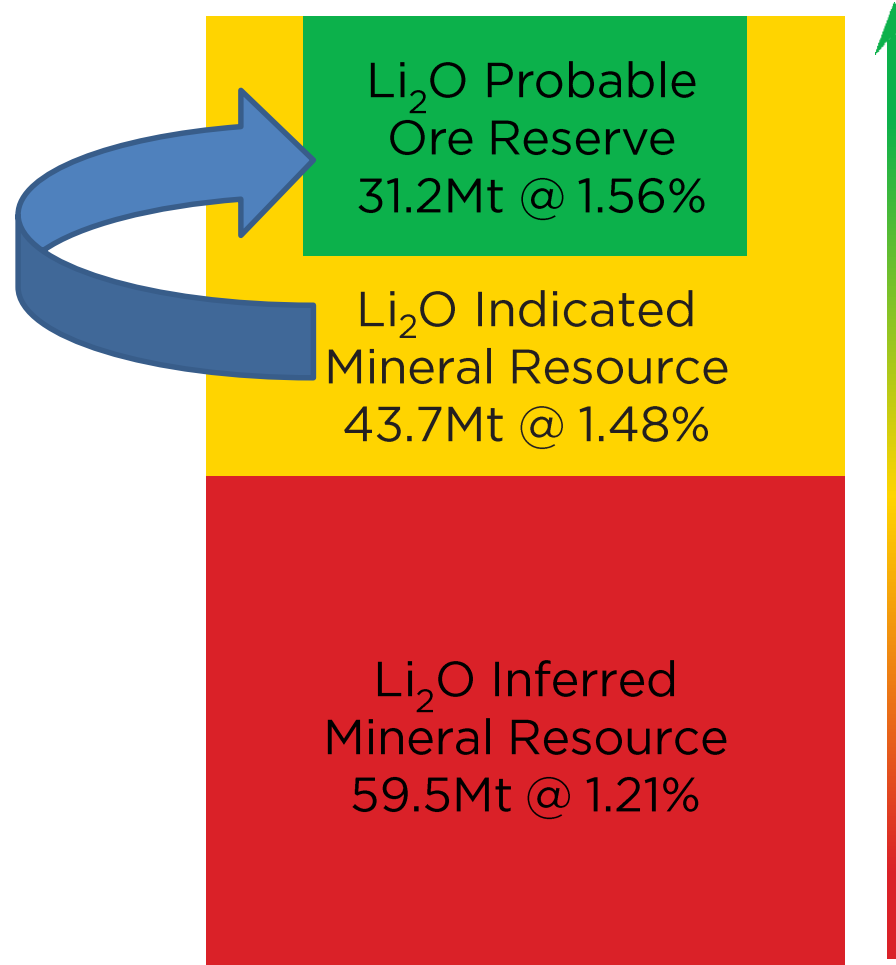 Li₂O Probable
Ore Reserve
31.2Mt @ 1.56%
Li₂O Indicated
Mineral Resource
43.7Mt @ 1.48%
Li₂O Inferred
Mineral Resource
59.5Mt @ 1.21%